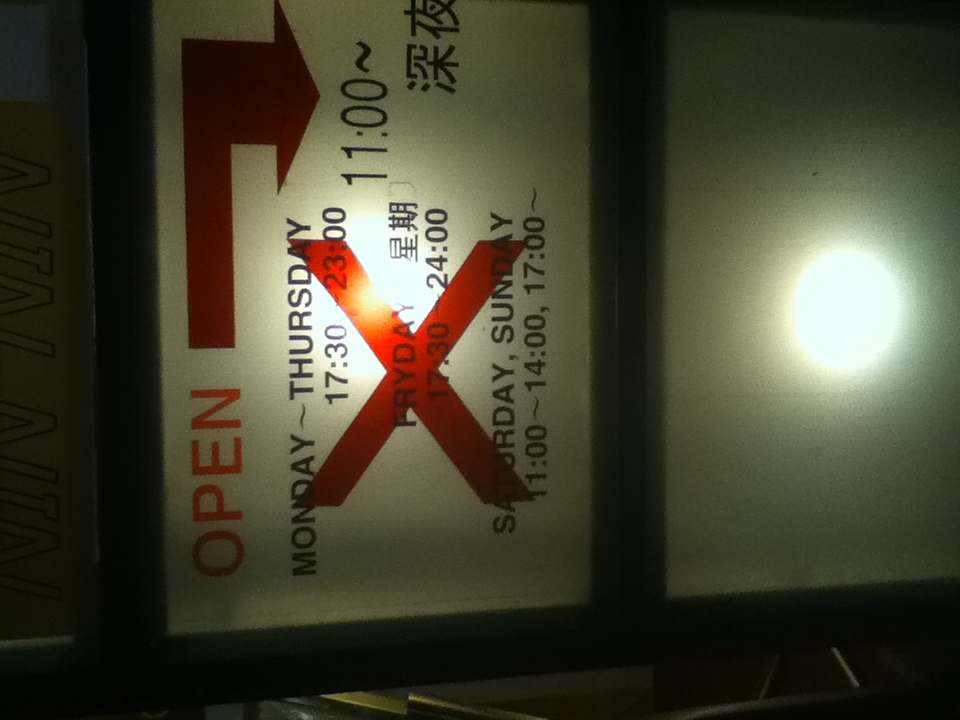 OPEN
MONDAY~THURSDAY
17:30~23:00
FRYDAY 星期
17:30~24:00
SATURDAY, SUNDAY
11:00~14:00, 17:00~
11:00~
深夜